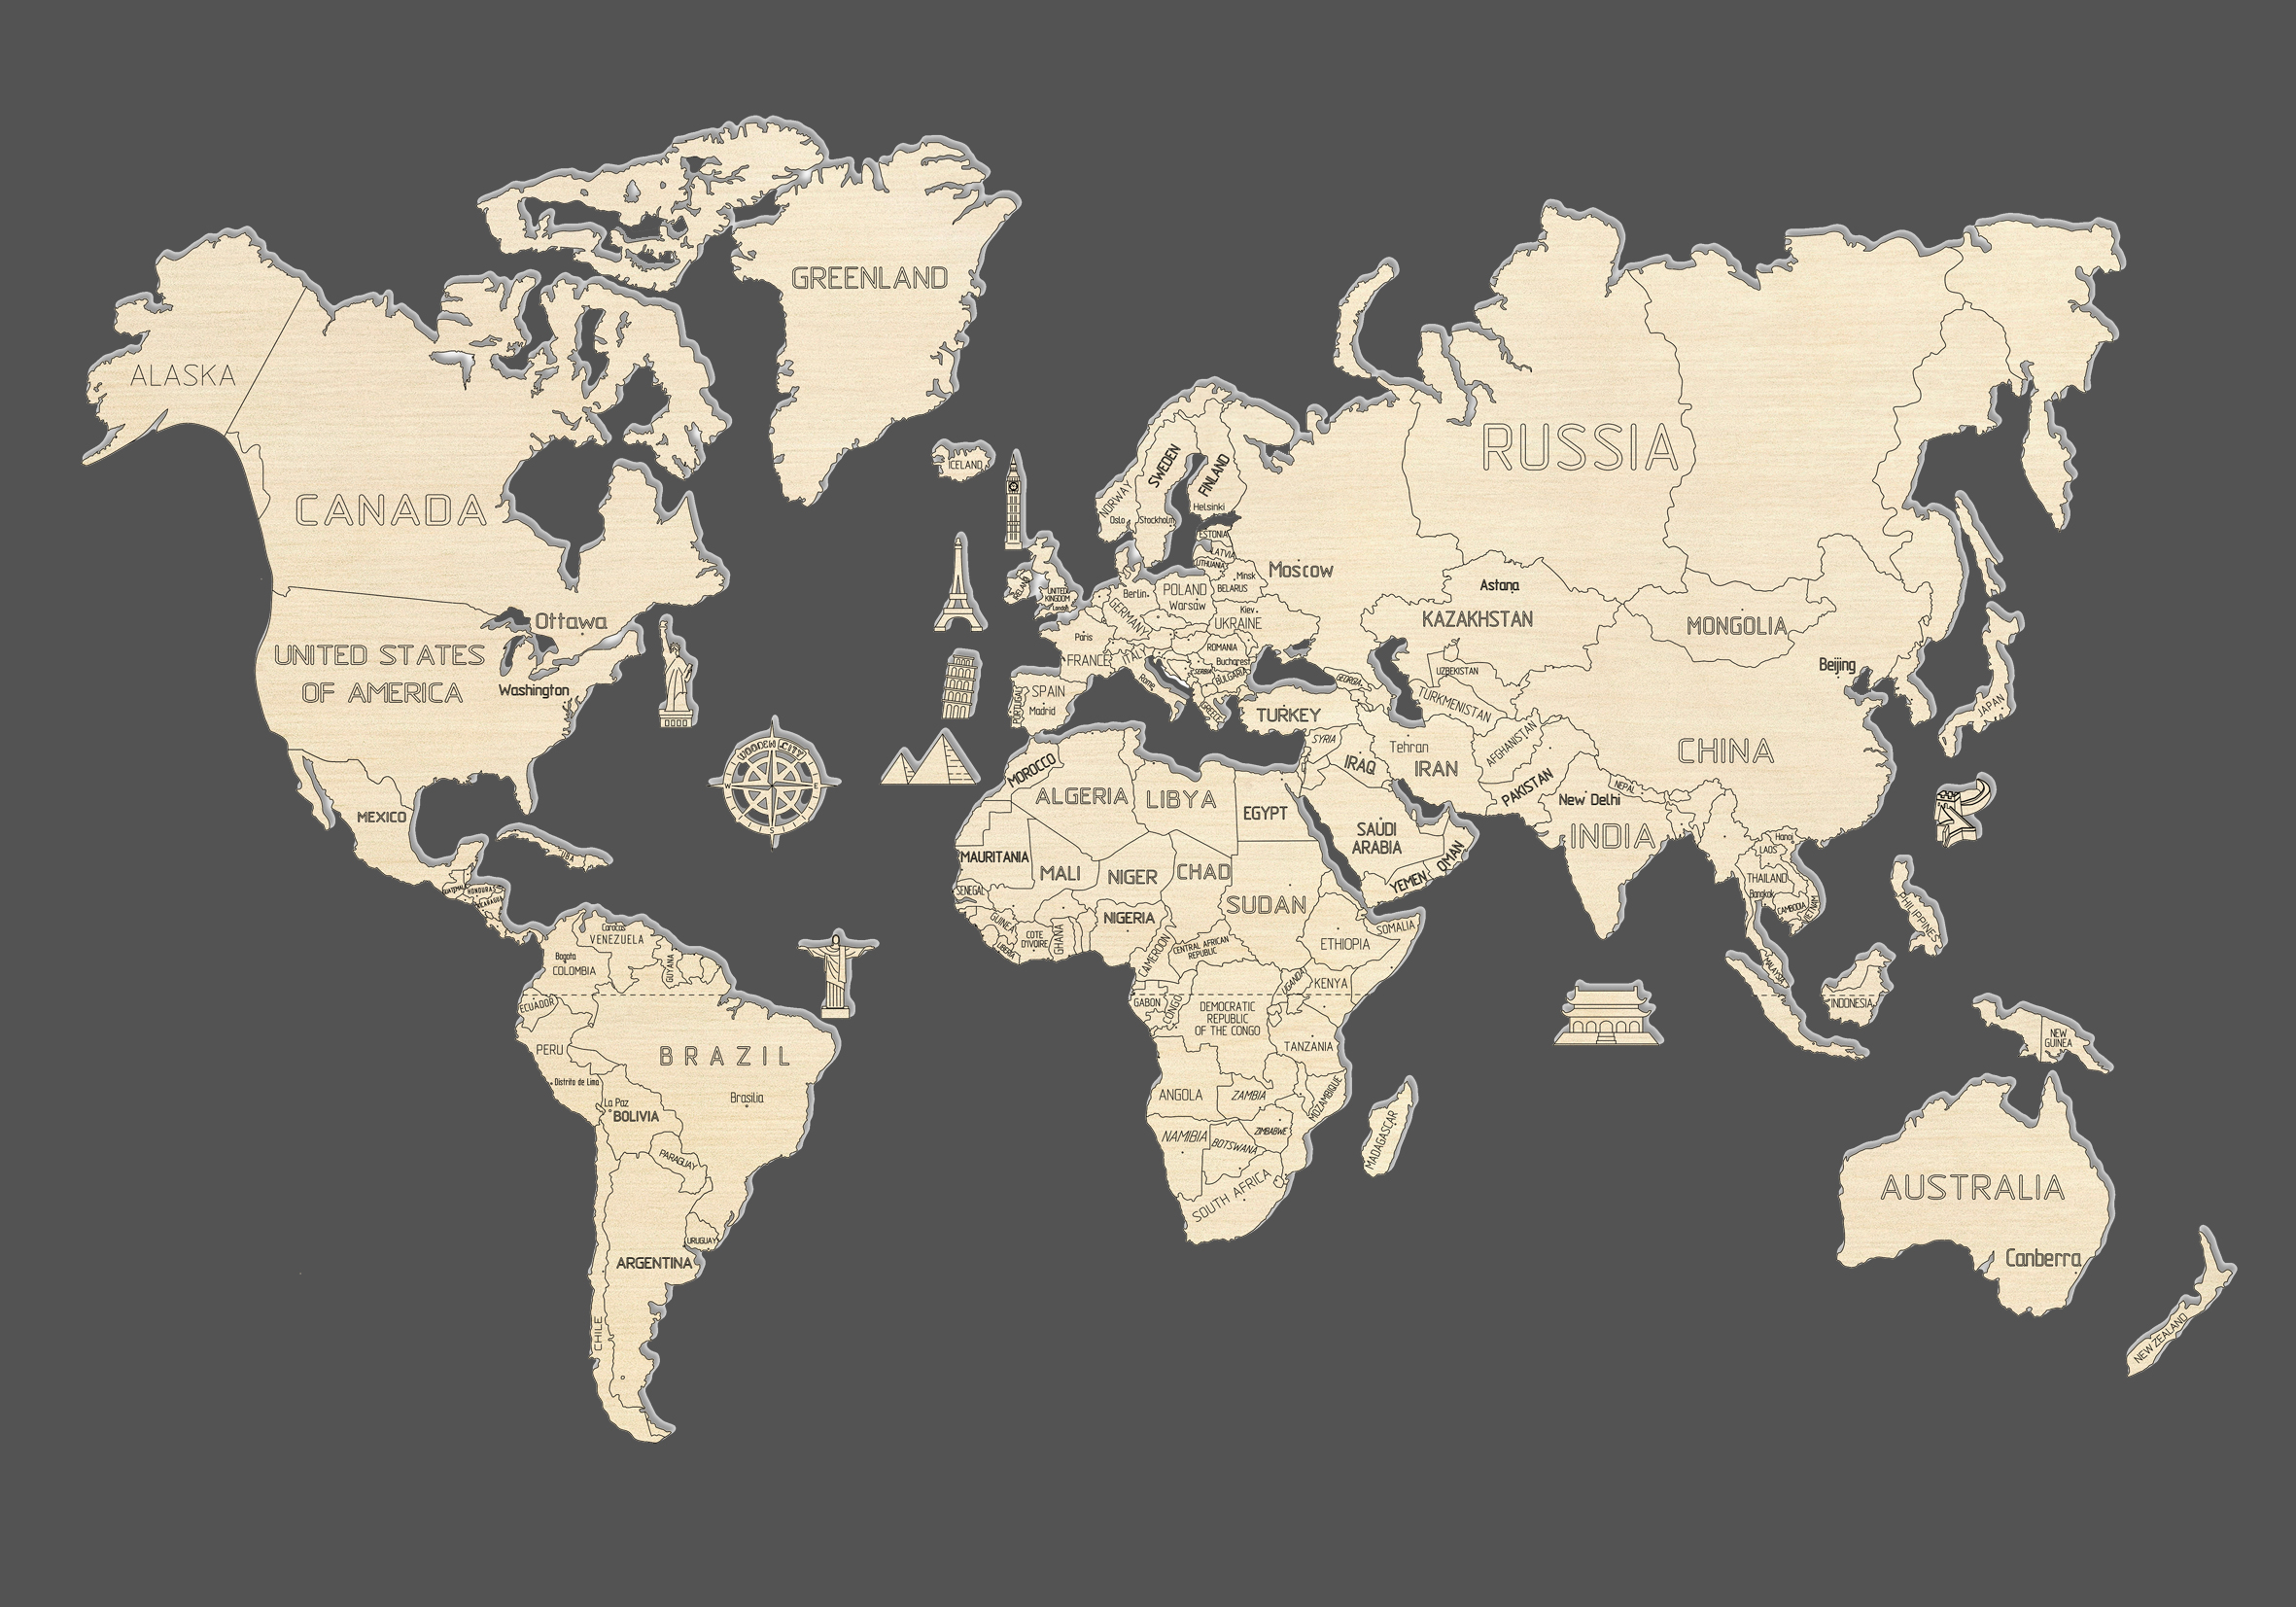 GREENLAND
ALASKA
CANADA
Ottawa
UNITED STATES
OF AMERICA
Washington
MEXICO
GUATEMALA
HONDURAS
NICARAGUA
Caracas
VENEZUELA
Bogota
COLOMBIA
GUYANA
ECUADOR
PERU
BRAZIL
Distrito de Lima
La Paz
BOLIVIA
Brasilia
PARAGUAY
URUGUAY
ARGENTINA
CHILE
WOODEN CITY
W
E
S
ICELAND
NORWAY
SWEDEN
FINLAND
Helsinki
Oslo
Stockholm
ESTONIA
LATVIA
LITHUANIA
Minsk
BELARUS
Moscow
RUSSIA
IRELAND
UNITED
KINGDOM
London
Berlin
POLAND
Warsaw
GERMANY
Kiev
UKRAINE
Paris
FRANCE
ITALY
Rome
ROMANIA
Bucharest
SERBIA
BULGARIA
GREECE
PORTUGAL
SPAIN
Madrid
TURKEY
GEORGIA
SYRIA
IRAQ
Tehran
IRAN
Astana
KAZAKHSTAN
UZBEKISTAN
TURKMENISTAN
AFGHANISTAN
PAKISTAN
MONGOLIA
Beijing
CHINA
JAPAN
NEPAL
New Delhi
INDIA
Hanoi
LAOS
THAILAND
Bangkok
CAMBODIA
VIETNAM
PHILIPPINES
MALAYSIA
INDONESIA
NEW
GUINEA
SAUDI
ARABIA
YEMEN
OMAN
MOROCCO
ALGERIA
LIBYA
EGYPT
MAURITANIA
MALI
NIGER
CHAD
SUDAN
SENEGAL
GUINEA
LIBERIA
COTE
D'IVOIRE
GHANA
NIGERIA
CAMEROON
CENTRAL AFRICAN
REPUBLIC
ETHIOPIA
SOMALIA
UGANDA
KENYA
GABON
CONGO
DEMOCRATIC
REPUBLIC
OF THE CONGO
TANZANIA
ANGOLA
ZAMBIA
MOZAMBIQUE
NAMIBIA
BOTSWANA
ZIMBABWE
SOUTH AFRICA
MADAGASCAR
AUSTRALIA
Canberra
NEW ZEALAND